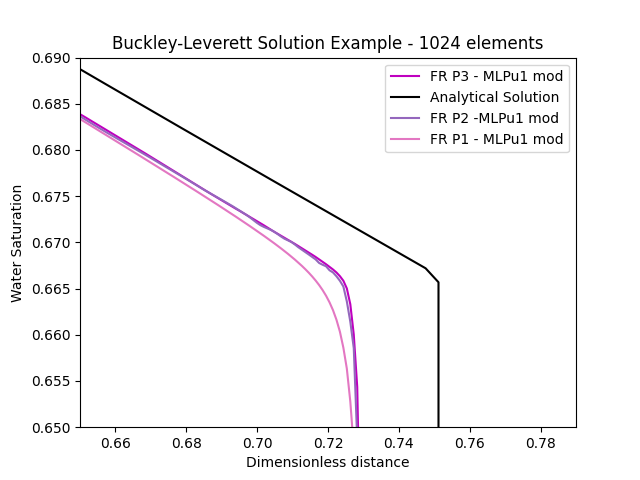 Buckley-Leverett Solution Example - 1024 elements
FR P3 - MLPu1 mod
Analytical Solution
FR P2 -MLPu1 mod
FR P1 - MLPu1 mod
Water Saturation
0.690
0.685
0.680
0.675
0.670
0.665
0.660
0.655
0.650
0.66 0.68 0.70 0.72 0.74 0.76 0.78
Dimensionless distance